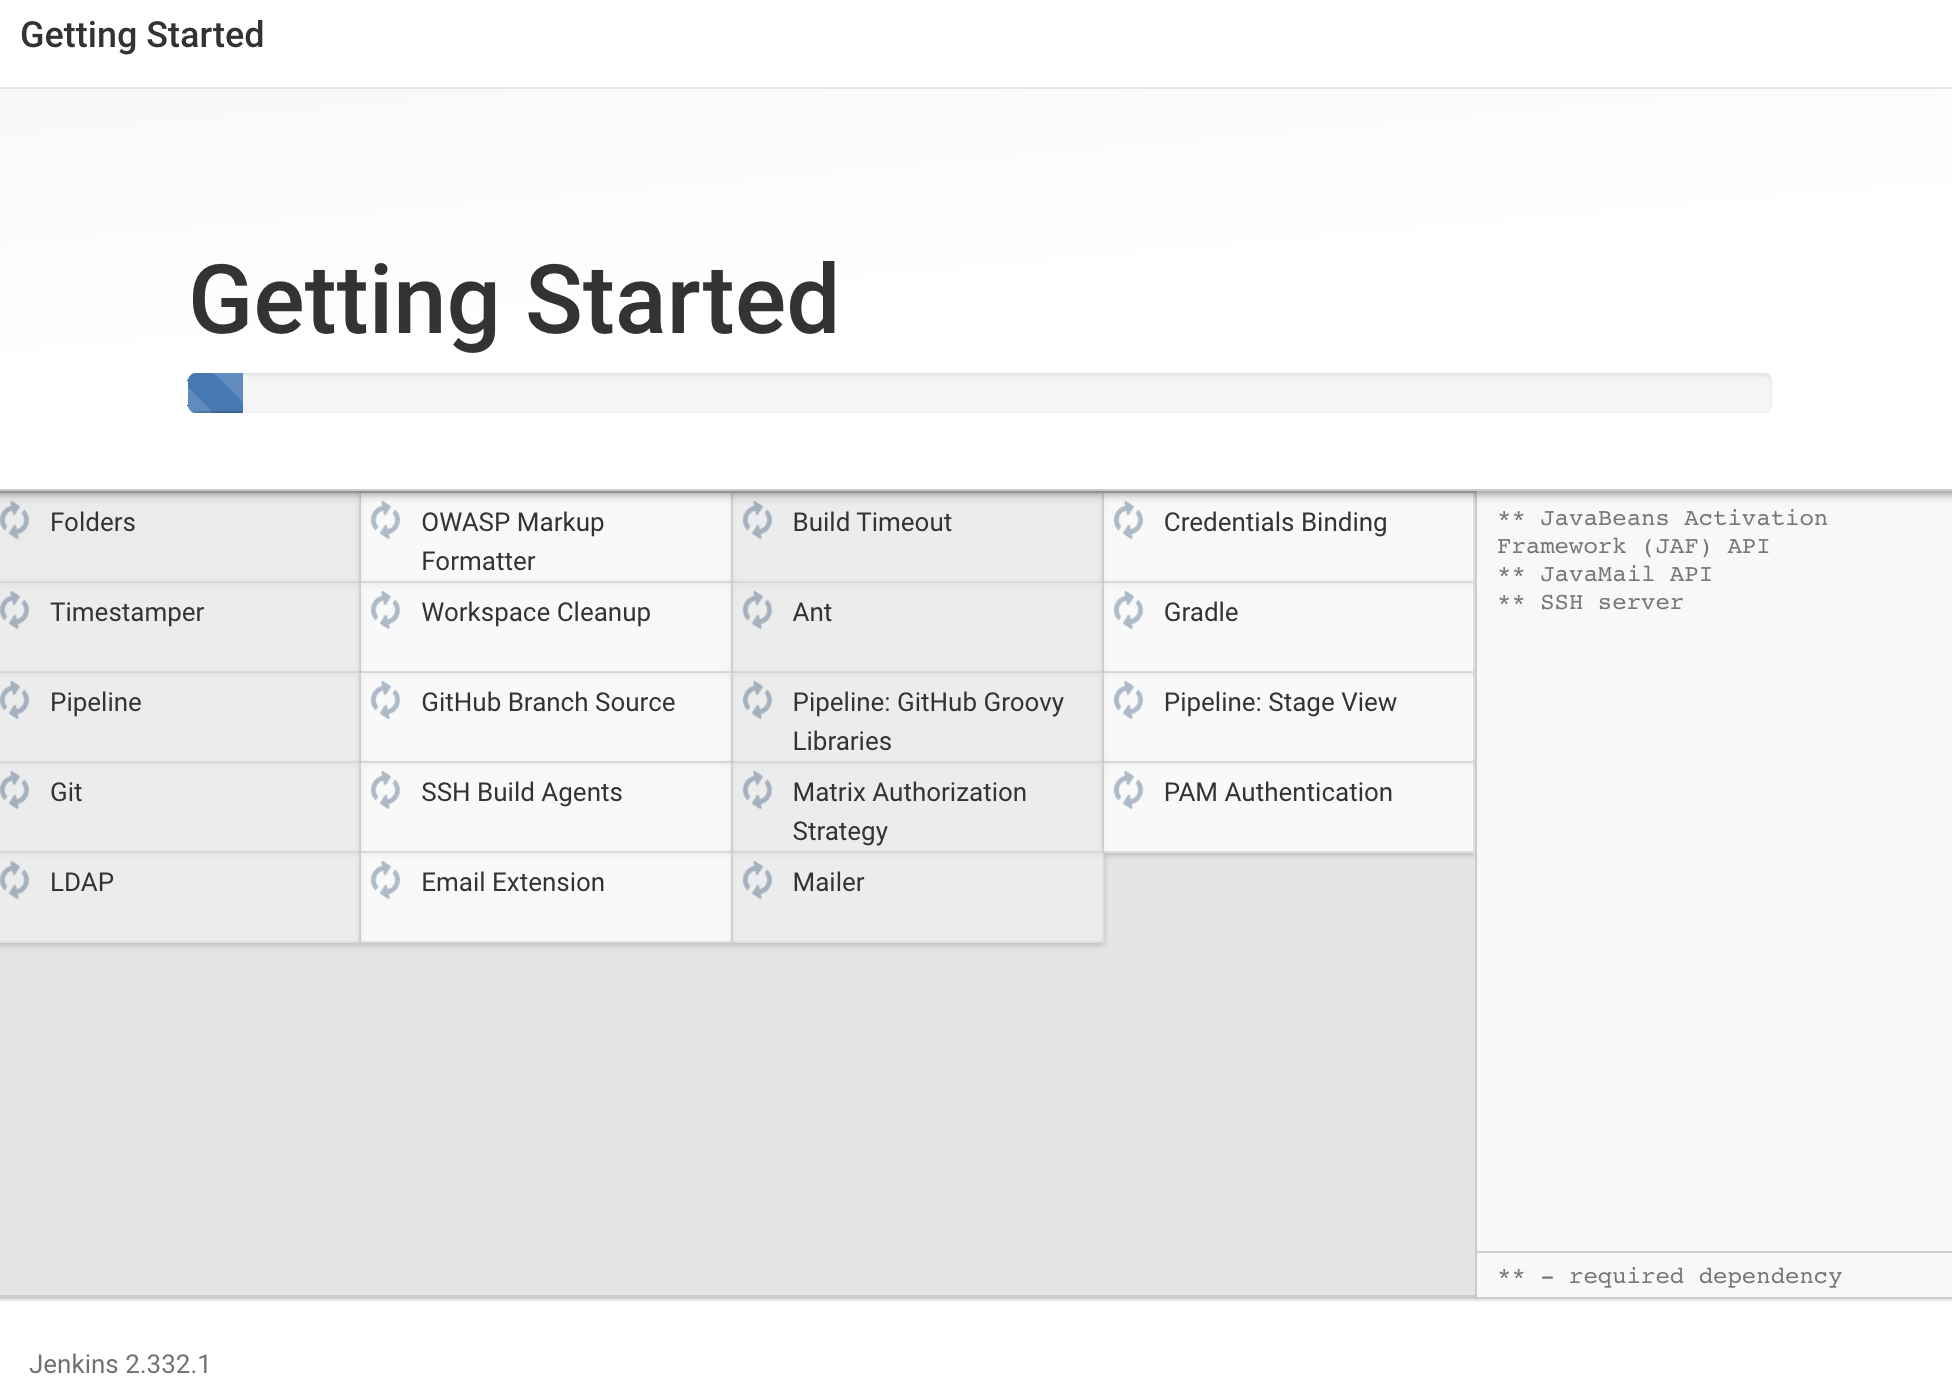 Getting Started
Getting Started
Folders
OWASP Markup
Formatter
Build Timeout
Credentials Binding
Timestamper
Workspace Cleanup
Ant
Gradle
Pipeline
GitHub Branch Source
Pipeline: GitHub Groovy
Libraries
Pipeline: Stage View
Git
SSH Build Agents
Matrix Authorization
Strategy
PAM Authentication
LDAP
Email Extension
Mailer
** JavaBeans Activation
Framework (JAF) API
** JavaMail API
** SSH server
** - required dependency
Jenkins 2.332.1